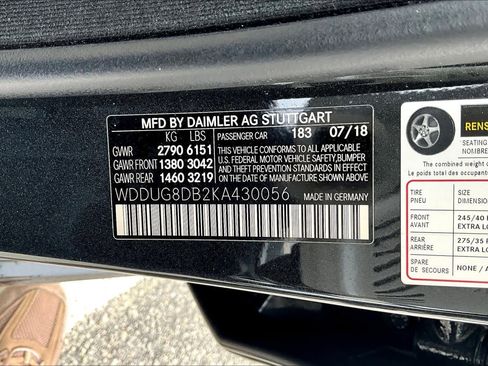 MFD BY DAIMLER AG STUTTGART
KG LBS PASSENGER CAR 183 07/18
GVWR 2790 6151
GAWR FRONT 1380 3042
GAWR REAR 1460 3219
THIS VEHICLE CONFORMS TO ALL APPLICABLE
U.S. FEDERAL MOTOR VEHICLE SAFETY, BUMPER
AND THEFT PREVENTION STANDARDS IN EFFECT
ON THE DATE OF MANUFACTURE SHOWN ABOVE
WDDUG8DB2KA430056 MADE IN GERMANY
SEATING
NOMBRE
The combined weight of
Le poids total des occupants
TIRE
PNEU
DIMENSION
FRONT
AVANT
245/40
EXTRA
REAR
ARRIÈRE
275/35
EXTRA
SPARE
DE SECOURS
NONE /